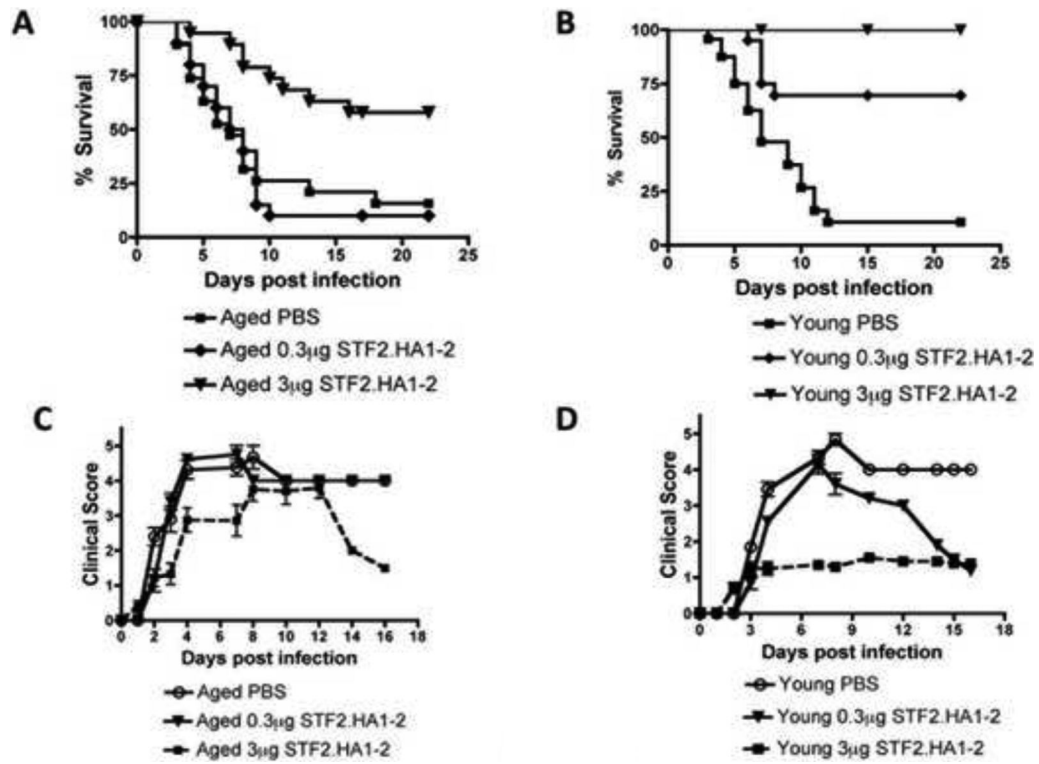 A
100
75
50
25
0
% Survival
0 5 10 15 20 25
Days post infection
Aged PBS
Aged 0.3µg STF2.HA1-2
Aged 3µg STF2.HA1-2
B
100
75
50
25
0
% Survival
0 5 10 15 20 25
Days post infection
Young PBS
Young 0.3µg STF2.HA1-2
Young 3µg STF2.HA1-2
C
5
4
3
2
1
0
Clinical Score
0 2 4 6 8 10 12 14 16 18
Days post infection
Aged PBS
Aged 0.3µg STF2.HA1-2
Aged 3µg STF2.HA1-2
D
5
4
3
2
1
0
Clinical Score
0 3 6 9 12 15 18
Days post infection
Young PBS
Young 0.3µg STF2.HA1-2
Young 3µg STF2.HA1-2